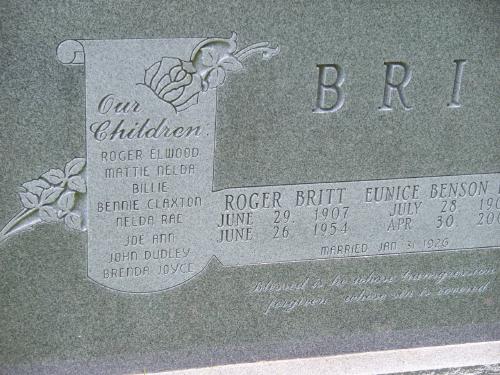 BRI
Our
Children:
ROGER ELWOOD
MATTIE NELDA
BILLIE
BENNIE CLAXTON
NELDA RAE
JOE ANN
JOHN DUDLEY
BRENDA JOYCE
ROGER BRITT
JUNE 29, 1907
JUNE 26, 1954
EUNICE BENSON
JULY 28
APR 30
MARRIED JAN 31 1926
Blessed is he whose transgression
forgiven whose sin is covered